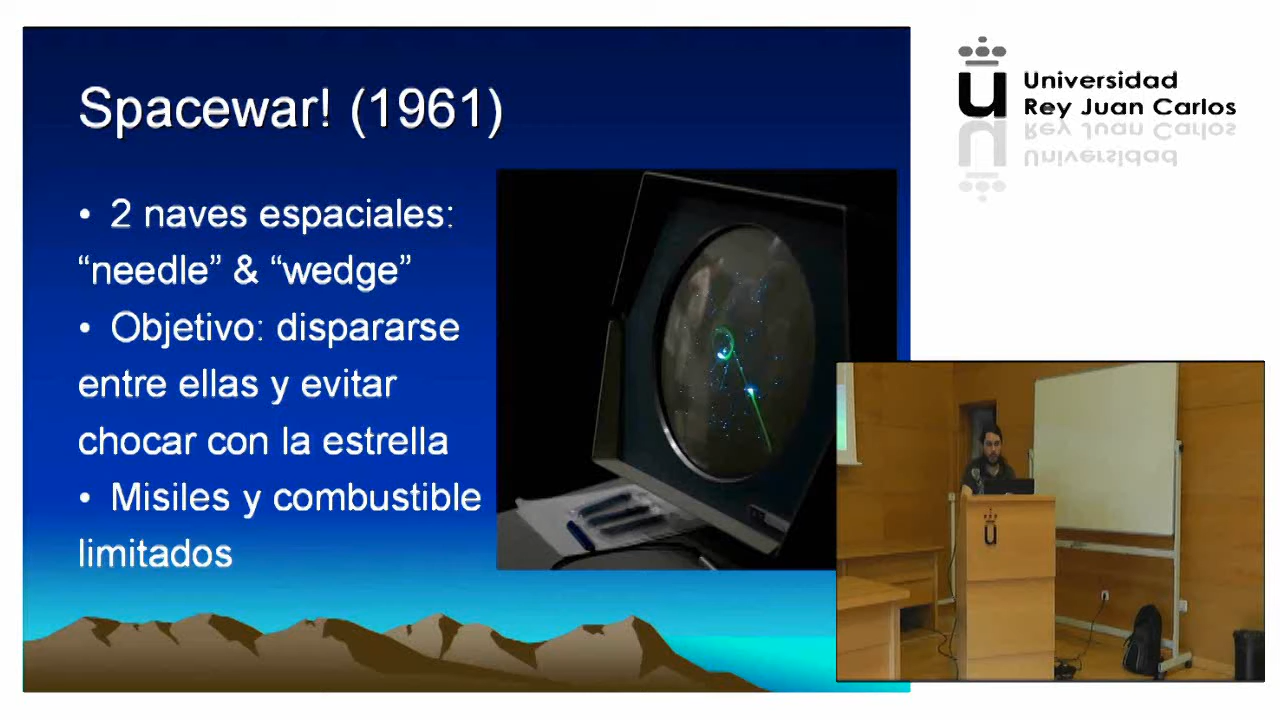 Spacewar! (1961)
• 2 naves espaciales:
“needle” & “wedge”
• Objetivo: dispararse
entre ellas y evitar
chocar con la estrella
• Misiles y combustible
limitados
Universidad
Rey Juan Carlos